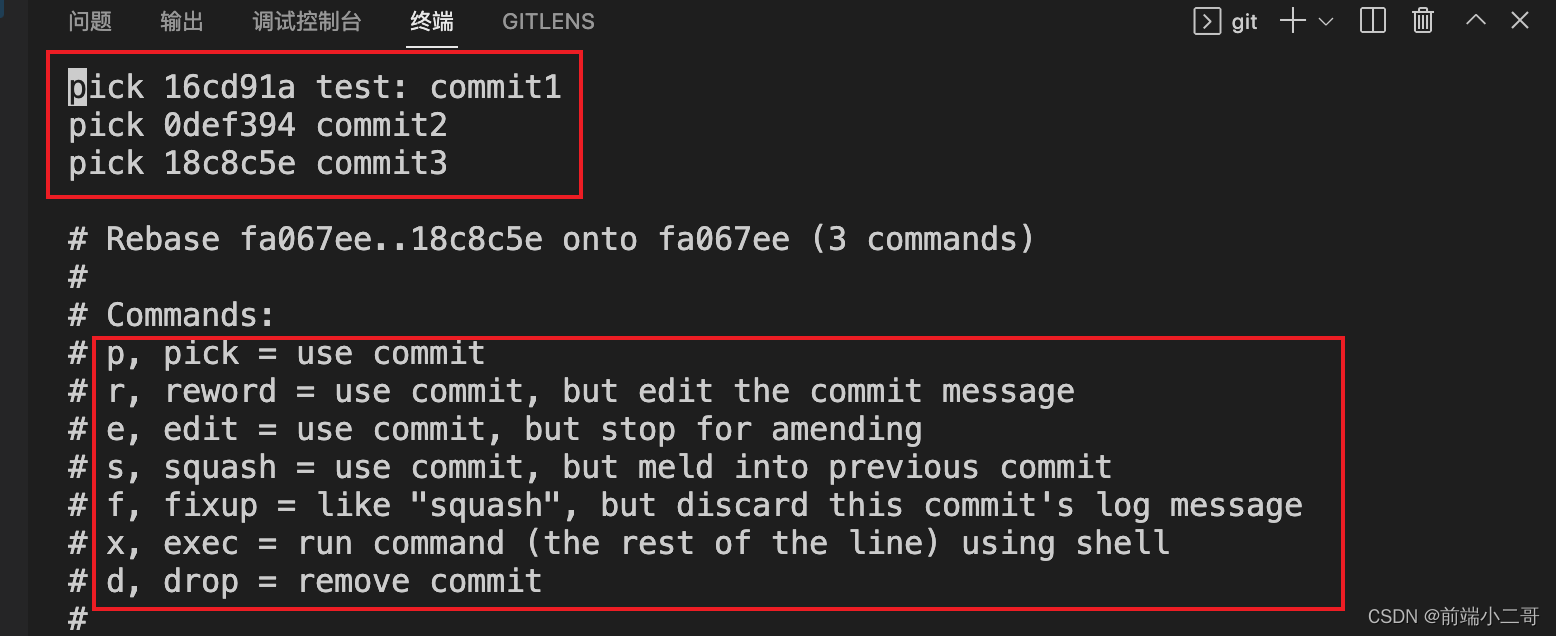 问题 输出 调试控制台 终端 GITLENS git
pick 16cd91a test: commit1
pick 0def394 commit2
pick 18c8c5e commit3
# Rebase fa067ee..18c8c5e onto fa067ee (3 commands)
#
# Commands:
# p, pick = use commit
# r, reword = use commit, but edit the commit message
# e, edit = use commit, but stop for amending
# s, squash = use commit, but meld into previous commit
# f, fixup = like "squash", but discard this commit's log message
# x, exec = run command (the rest of the line) using shell
# d, drop = remove commit
#
CSDN @前端小二哥